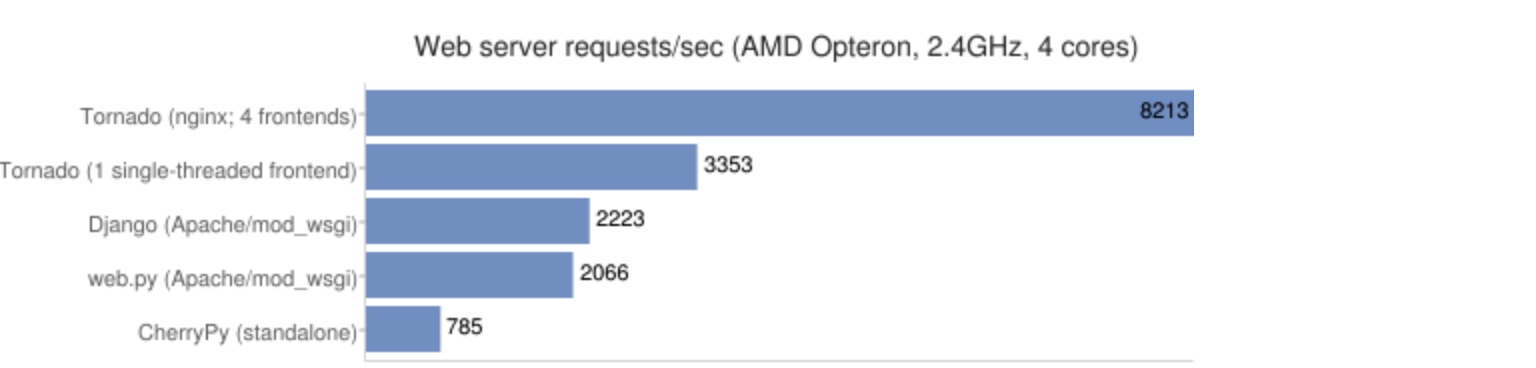 Web server requests/sec (AMD Opteron, 2.4GHz, 4 cores)
Tornado (nginx; 4 frontends) 8213
Tornado (1 single-threaded frontend) 3353
Django (Apache/mod_wsgi) 2223
web.py (Apache/mod_wsgi) 2066
CherryPy (standalone) 785